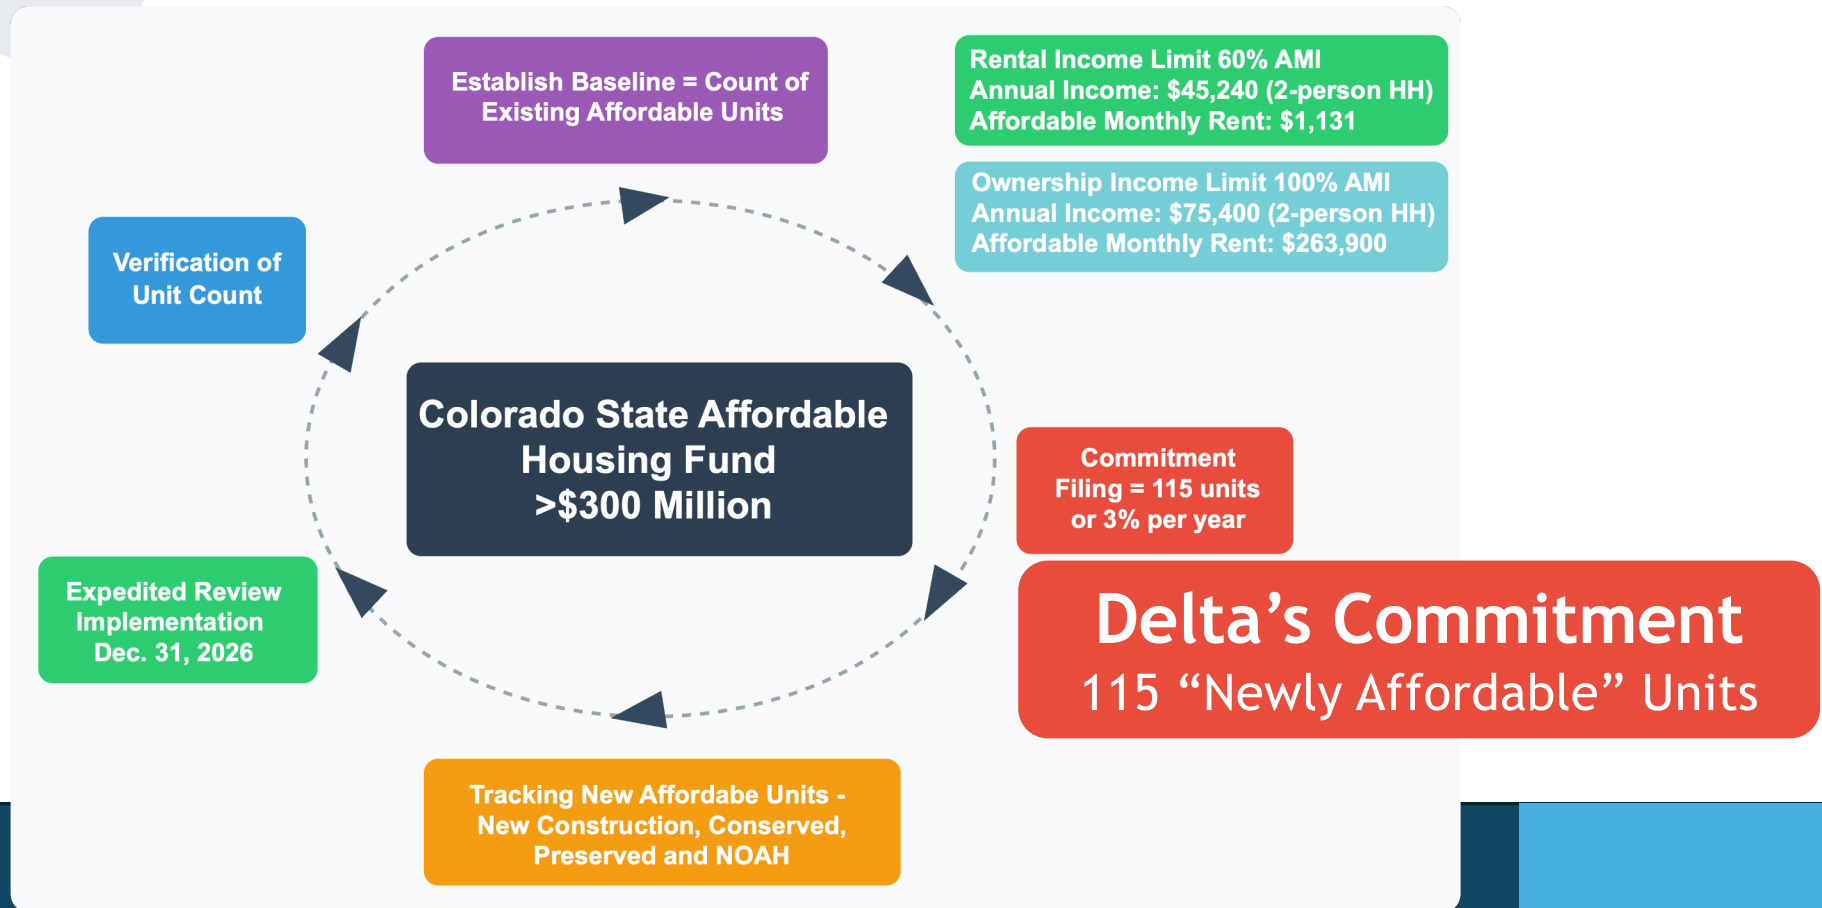 Establish Baseline = Count of
Existing Affordable Units
Rental Income Limit 60% AMI
Annual Income: $45,240 (2-person HH)
Affordable Monthly Rent: $1,131
Ownership Income Limit 100% AMI
Annual Income: $75,400 (2-person HH)
Affordable Monthly Rent: $263,900
Verification of
Unit Count
Colorado State Affordable
Housing Fund
>$300 Million
Commitment
Filing = 115 units
or 3% per year
Delta’s Commitment
115 “Newly Affordable” Units
Expedited Review
Implementation
Dec. 31, 2026
Tracking New Affordabe Units -
New Construction, Conserved,
Preserved and NOAH